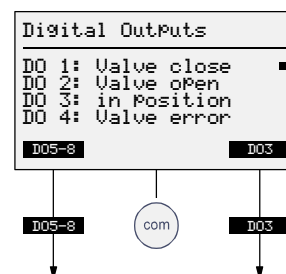 Digital Outputs
DO 1: Valve close
DO 2: Valve open
DO 3: in position
DO 4: Valve error
DO5-8 DO3
DO5-8 com DO3